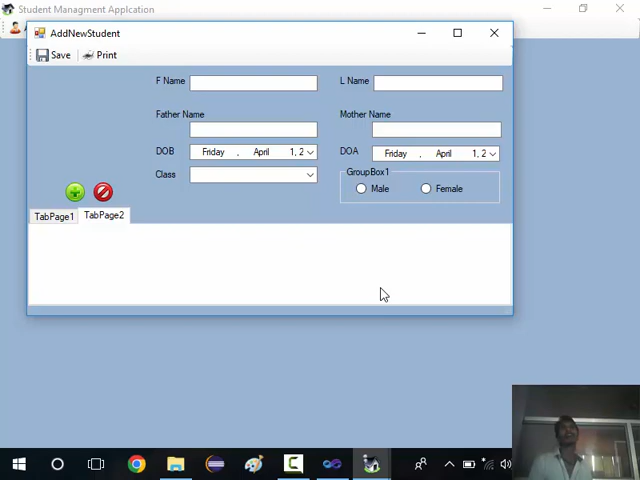 Student Managment Applcation
AddNewStudent
Save
Print
F Name
L Name
Father Name
Mother Name
DOB
Friday , April 1, 2
DOA
Friday , April 1, 2
Class
GroupBox1
Male
Female
TabPage1
TabPage2